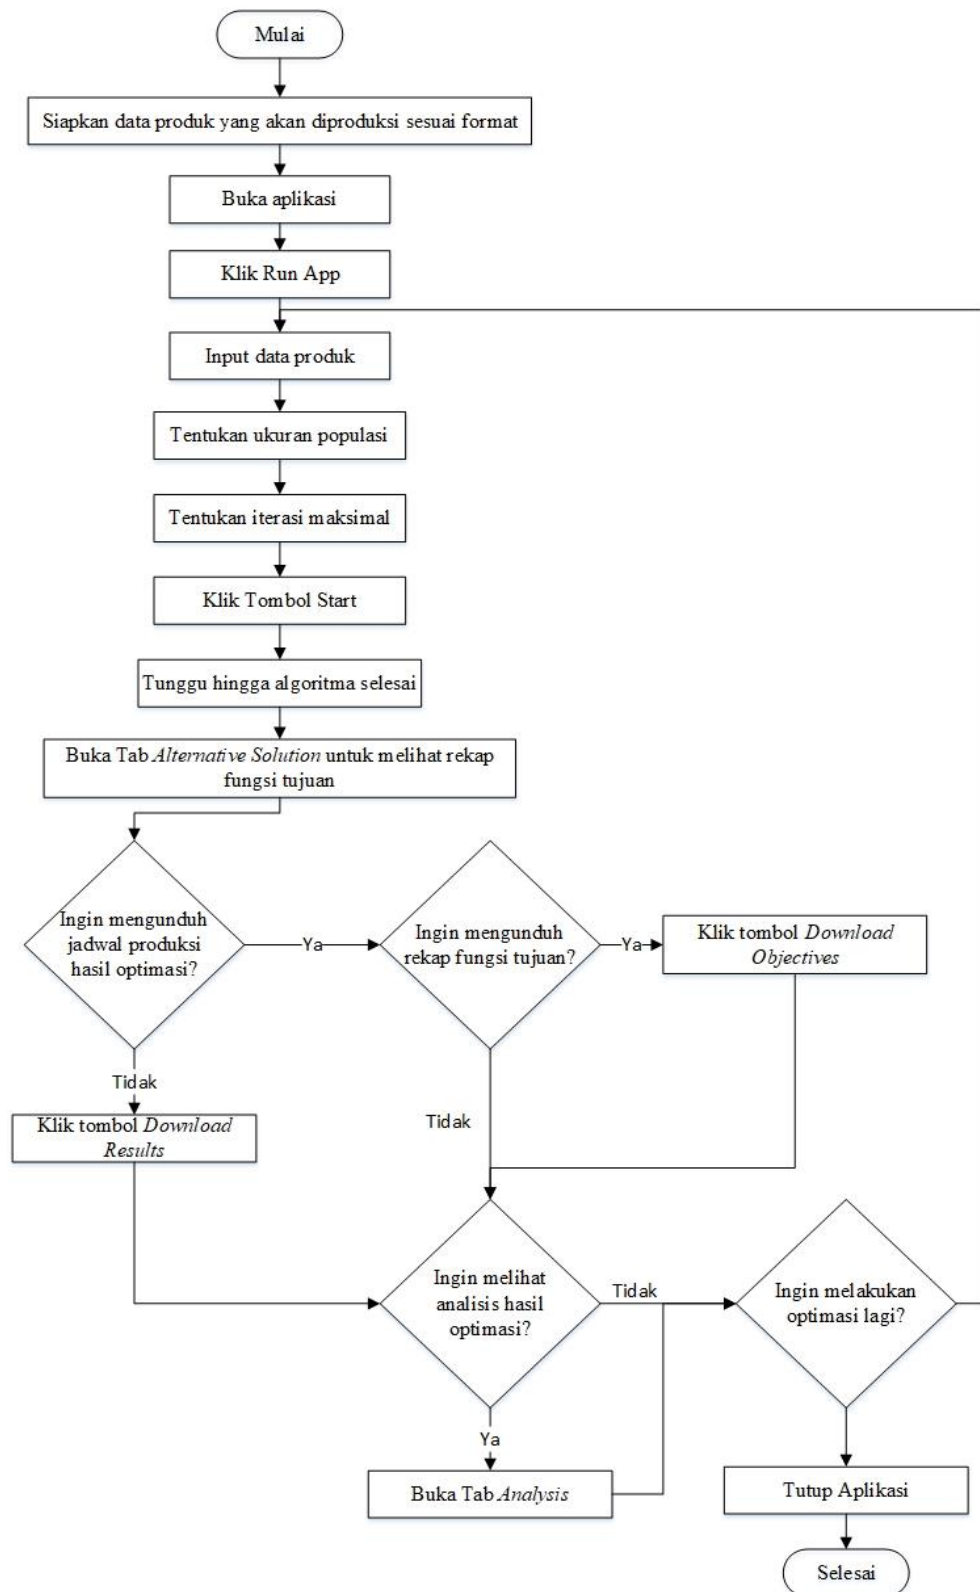 Mulai
Siapkan data produk yang akan diproduksi sesuai format
Buka aplikasi
Klik Run App
Input data produk
Tentukan ukuran populasi
Tentukan iterasi maksimal
Klik Tombol Start
Tunggu hingga algoritma selesai
Buka Tab Alternative Solution untuk melihat rekap
fungsi tujuan
Ingin mengunduh
jadwal produksi
hasil optimasi?
Ya
Ingin mengunduh
rekap fungsi tujuan?
Ya
Klik tombol Download
Objectives
Tidak
Klik tombol Download
Results
Tidak
Ingin melihat
analisis hasil
optimasi?
Tidak
Ingin melakukan
optimasi lagi?
Ya
Buka Tab Analysis
Tutup Aplikasi
Selesai